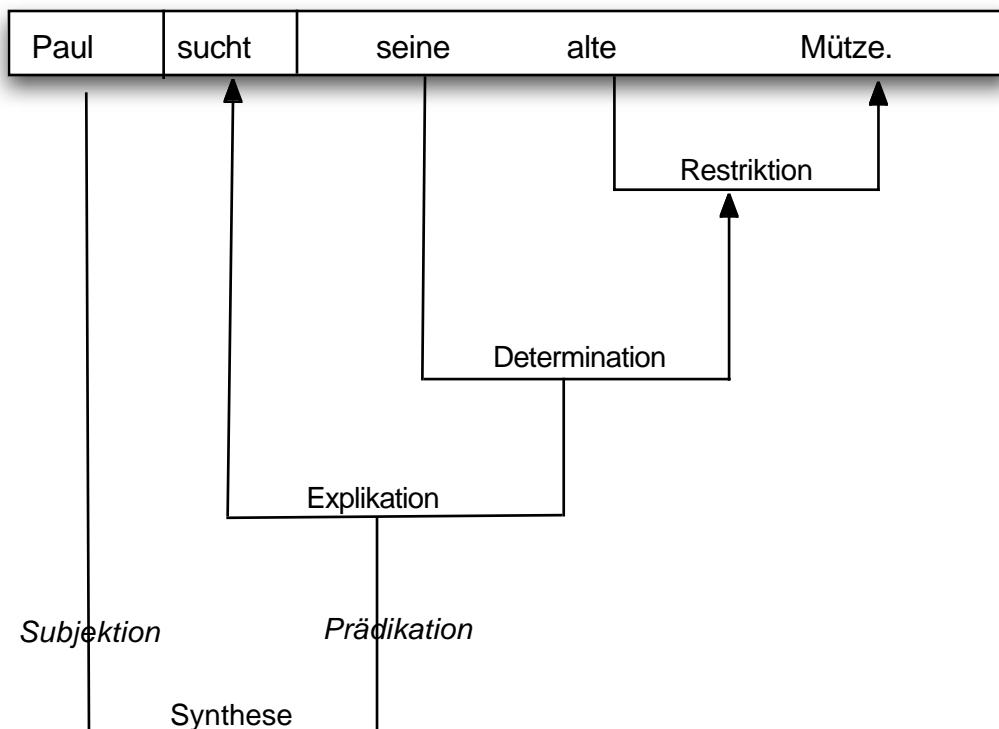 Paul sucht seine alte Mütze.
Restriktion
Determination
Explikation
Subjektion Prädikation
Synthese